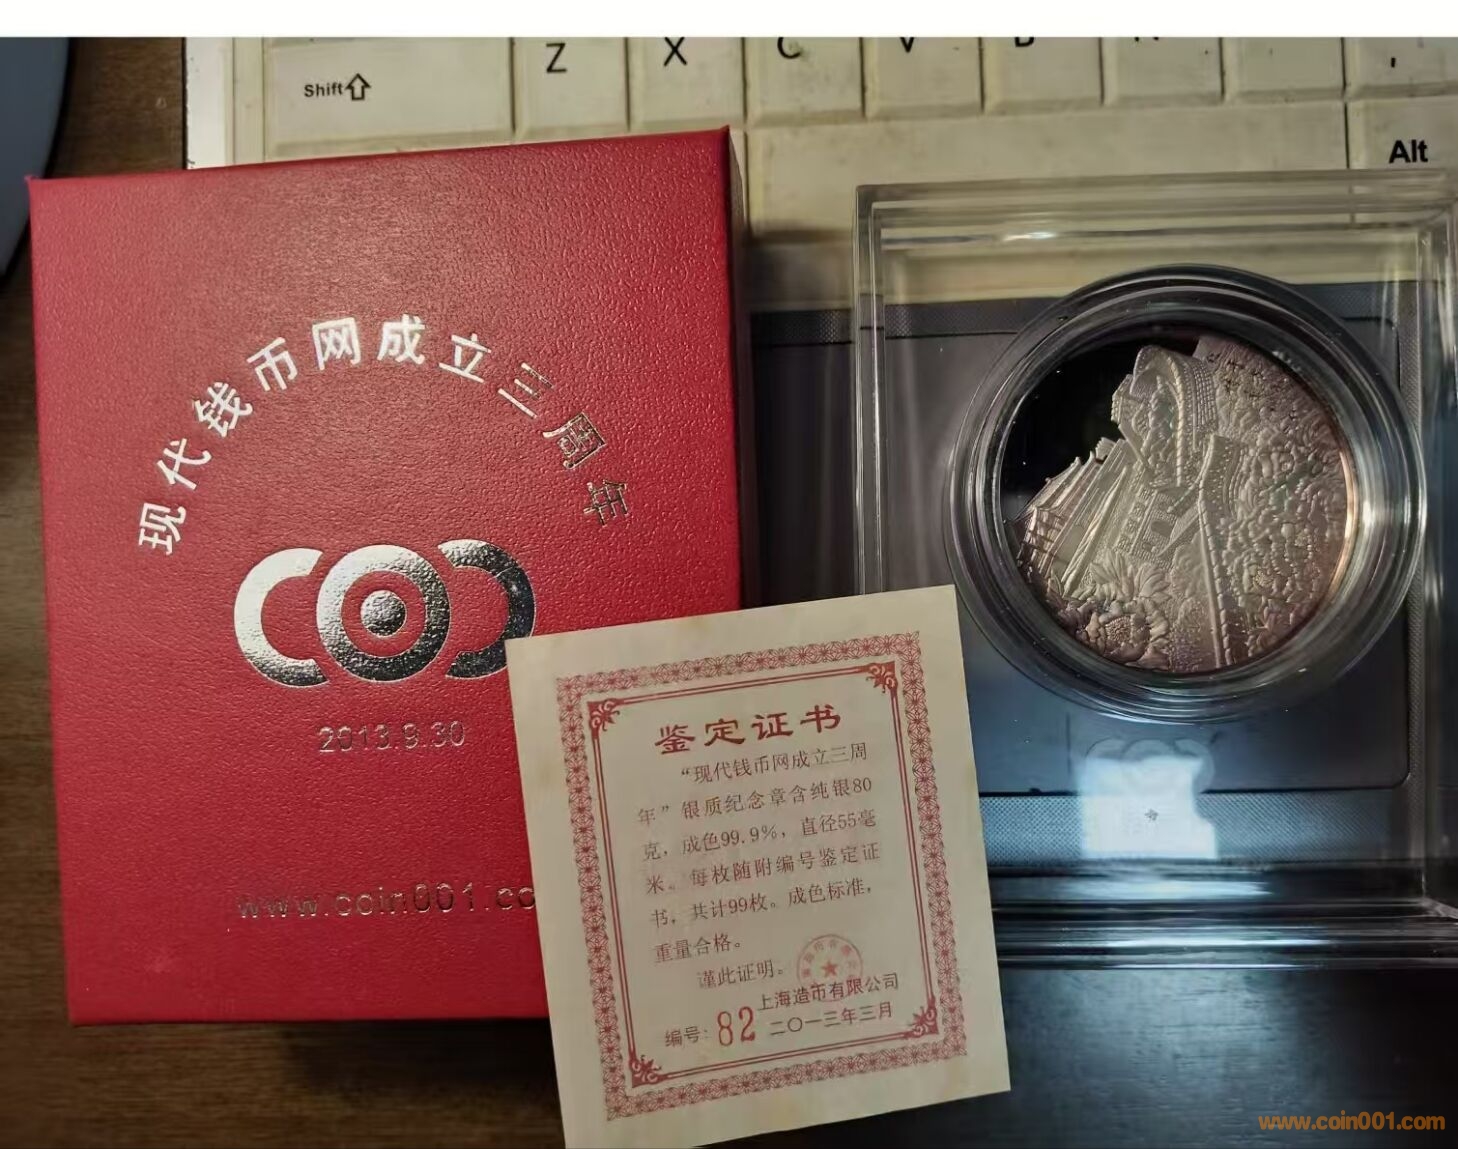 Shift
Z
X
C
V
B
Alt
现代钱币网成立三周年
2013.9.30
www.coin001.co
鉴定证书
“现代钱币网成立三周
年”银质纪念章含纯银80
克，成色99.9%，直径55毫
米。每枚随附编号鉴定证
书，共计99枚。成色标准，
重量合格。
谨此证明。
上海造币有限公司
编号：82 二〇一三年三月
www.coin001.com